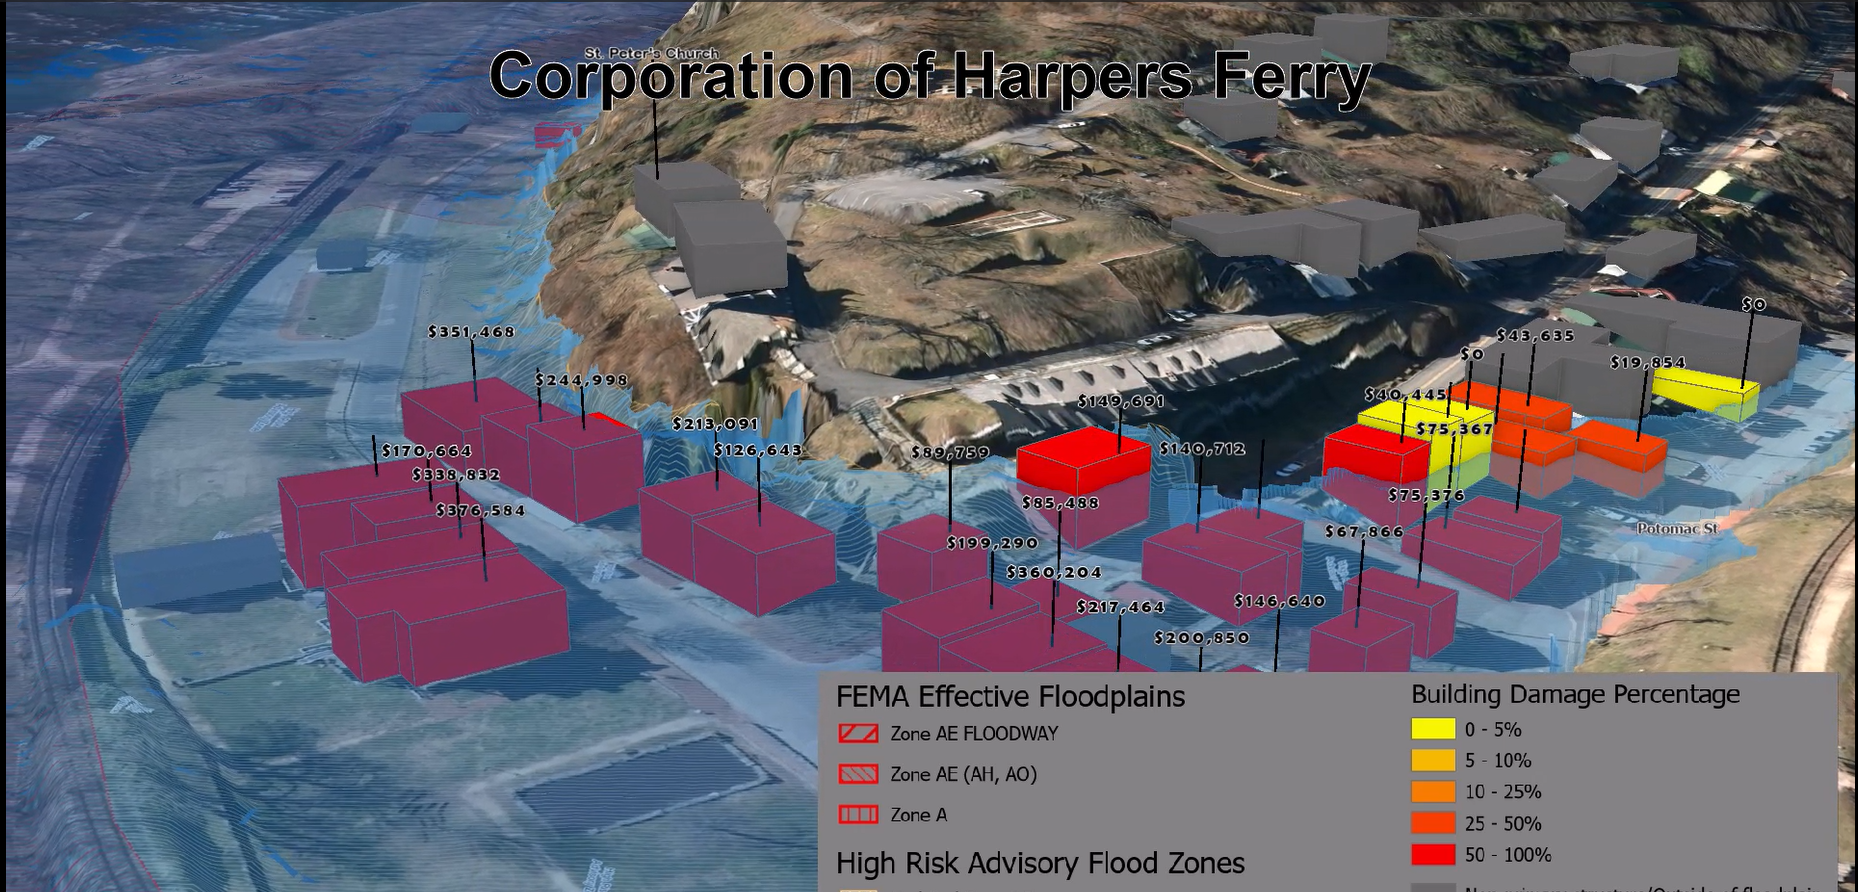 St. Peter's Church
Corporation of Harpers Ferry
$0
$351,468
$43,635
$0
$19,854
$244,998
$40,445
$149,691
$213,091
$75,367
$170,664
$126,643
$89,759
$140,712
$338,832
$75,376
$85,488
$376,584
Potomac St
$67,866
$199,290
$360,204
$146,640
$217,464
$200,850
FEMA Effective Floodplains
Zone AE FLOODWAY
Zone AE (AH, AO)
Zone A
High Risk Advisory Flood Zones
Building Damage Percentage
0 - 5%
5 - 10%
10 - 25%
25 - 50%
50 - 100%